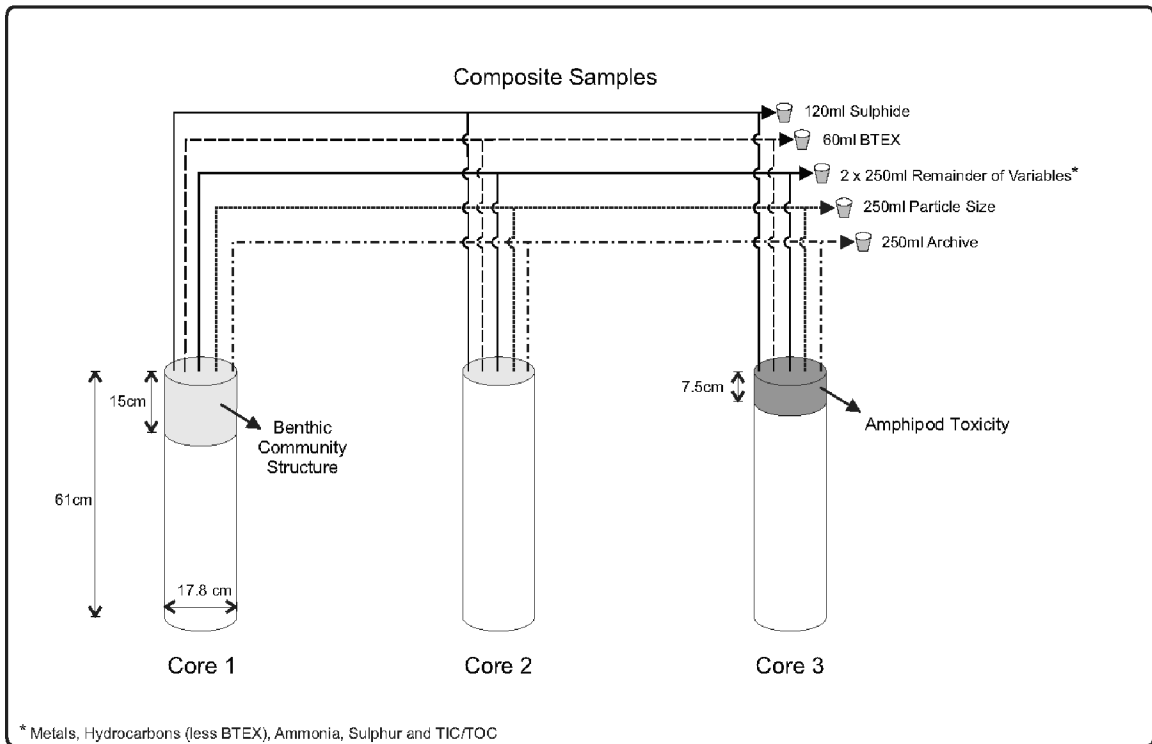 Composite Samples
120ml Sulphide
60ml BTEX
2 x 250ml Remainder of Variables*
250ml Particle Size
250ml Archive
15cm
Benthic
Community
Structure
7.5cm
Amphipod Toxicity
61cm
17.8 cm
Core 1
Core 2
Core 3
* Metals, Hydrocarbons (less BTEX), Ammonia, Sulphur and TIC/TOC